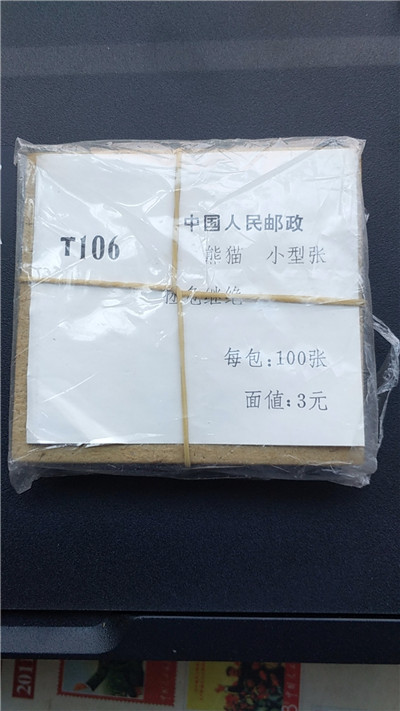 中国人民邮政
T106
熊猫 小型张
每包:100张
面值:3元
201